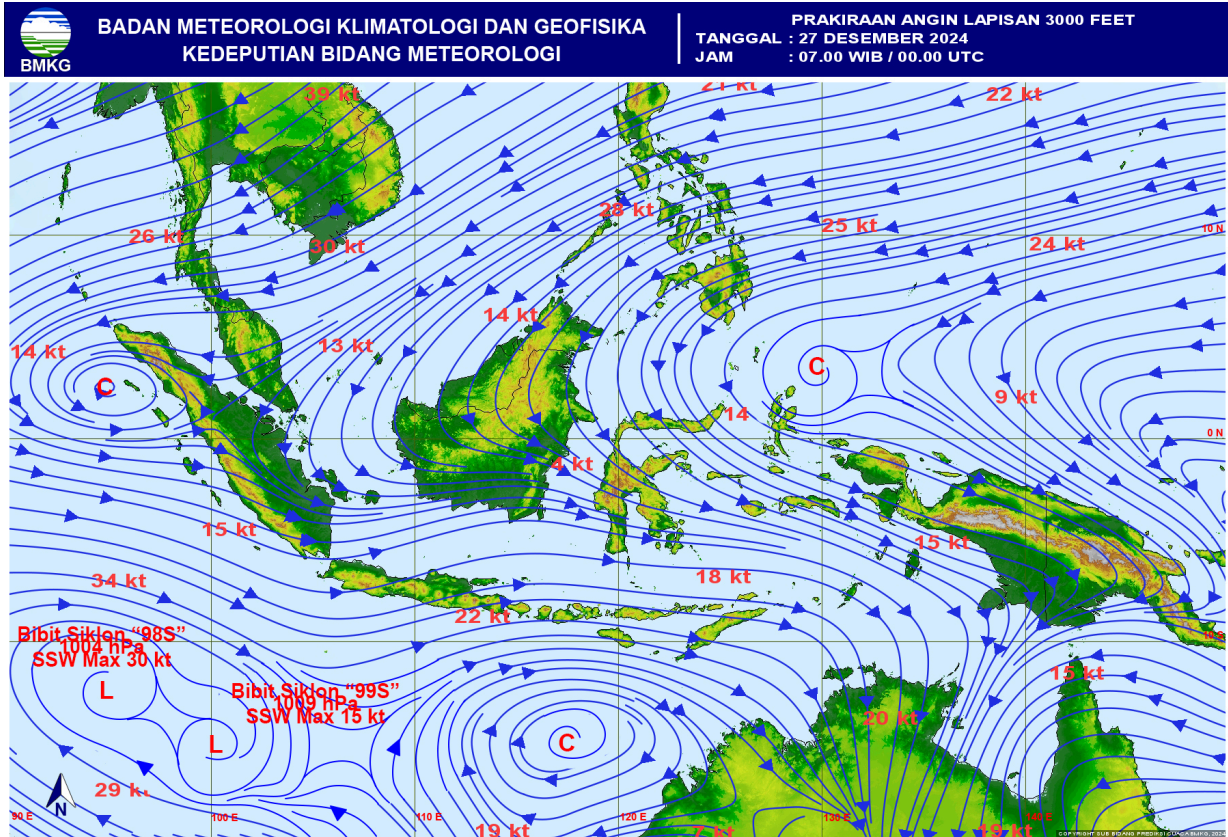 BMKG
BADAN METEOROLOGI KLIMATOLOGI DAN GEOFISIKA
KEDEPUTIAN BIDANG METEOROLOGI
PRAKIRAAN ANGIN LAPISAN 3000 FEET
TANGGAL : 27 DESEMBER 2024
JAM : 07.00 WIB / 00.00 UTC
39 kt
21 kt
22 kt
28 kt
26 kt
30 kt
25 kt
24 kt
10 N
14 kt
13 kt
14 kt
C
C
9 kt
14
0 N
4 kt
15 kt
15 kt
34 kt
18 kt
22 kt
Bibit Siklon “98S”
1004 hPa
SSW Max 30 kt
L
Bibit Siklon “99S”
1009 hPa
SSW Max 15 kt
15 kt
20 kt
L
C
29 k
N
90 E
100 E
110 E
120 E
130 E
140 E
19 kt
7 kt
19 kt